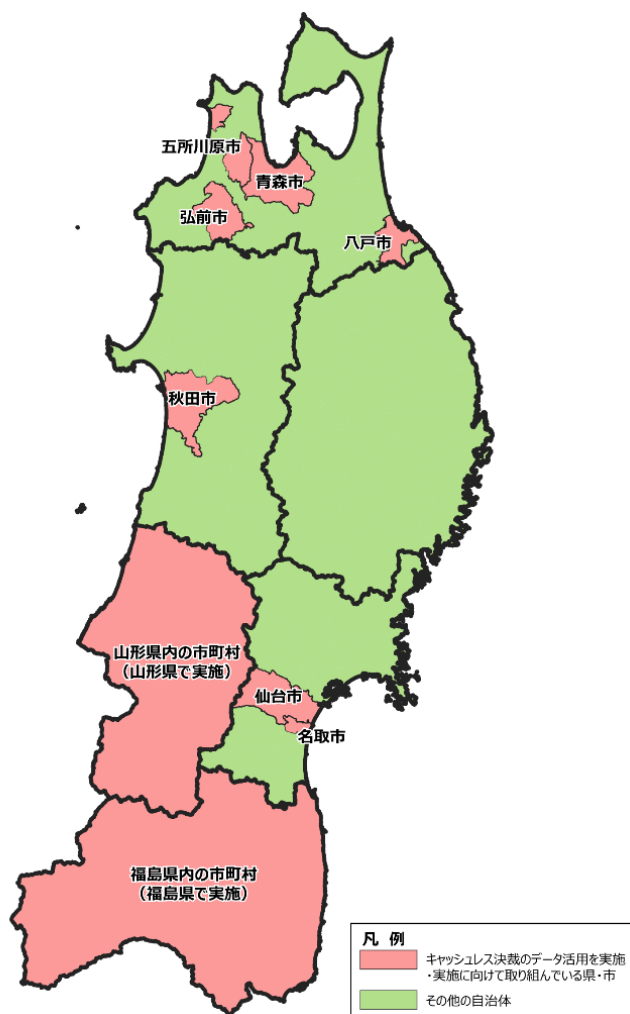 五所川原市
青森市
弘前市
八戸市
秋田市
山形県内の市町村
（山形県で実施）
仙台市
名取市
福島県内の市町村
（福島県で実施）
凡 例
キャッシュレス決裁のデータ活用を実施
・実施に向けて取り組んでいる県・市
その他の自治体